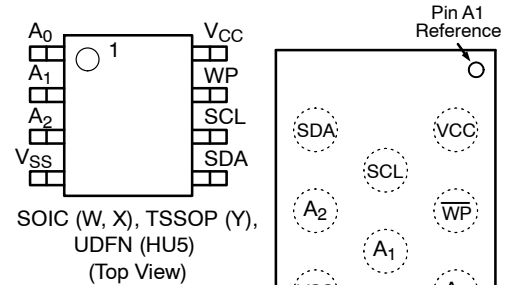 A0
1
VCC
A1
WP
A2
SCL
VSS
SDA
SOIC (W, X), TSSOP (Y),
UDFN (HU5)
(Top View)
Pin A1
Reference
SDA
VCC
SCL
A2
W̅P̅
A1